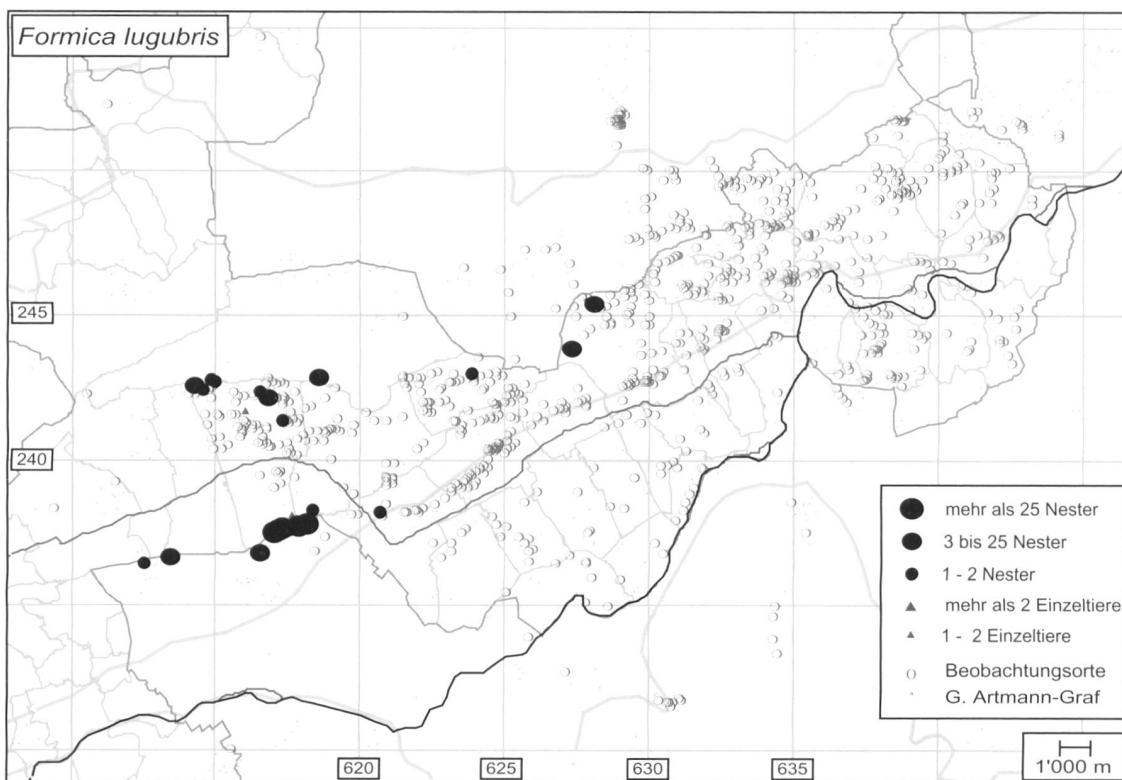 Formica lugubris
245
240
mehr als 25 Nester
3 bis 25 Nester
1 - 2 Nester
mehr als 2 Einzeltiere
1 - 2 Einzeltiere
Beobachtungsorte
G. Artmann-Graf
620
625
630
635
1'000 m